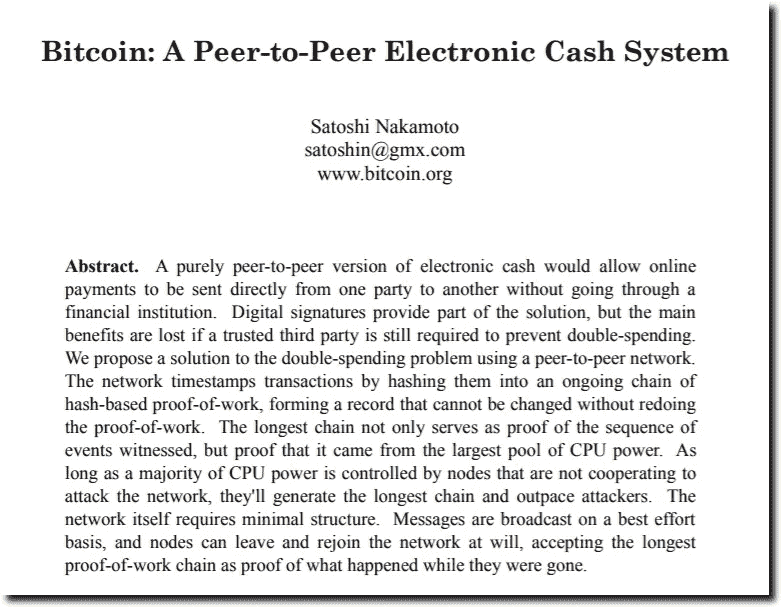 Bitcoin: A Peer-to-Peer Electronic Cash System
Satoshi Nakamoto
satoshin@gmx.com
www.bitcoin.org
Abstract. A purely peer-to-peer version of electronic cash would allow online
payments to be sent directly from one party to another without going through a
financial institution. Digital signatures provide part of the solution, but the main
benefits are lost if a trusted third party is still required to prevent double-spending.
We propose a solution to the double-spending problem using a peer-to-peer network.
The network timestamps transactions by hashing them into an ongoing chain of
hash-based proof-of-work, forming a record that cannot be changed without redoing
the proof-of-work. The longest chain not only serves as proof of the sequence of
events witnessed, but proof that it came from the largest pool of CPU power. As
long as a majority of CPU power is controlled by nodes that are not cooperating to
attack the network, they'll generate the longest chain and outpace attackers. The
network itself requires minimal structure. Messages are broadcast on a best effort
basis, and nodes can leave and rejoin the network at will, accepting the longest
proof-of-work chain as proof of what happened while they were gone.